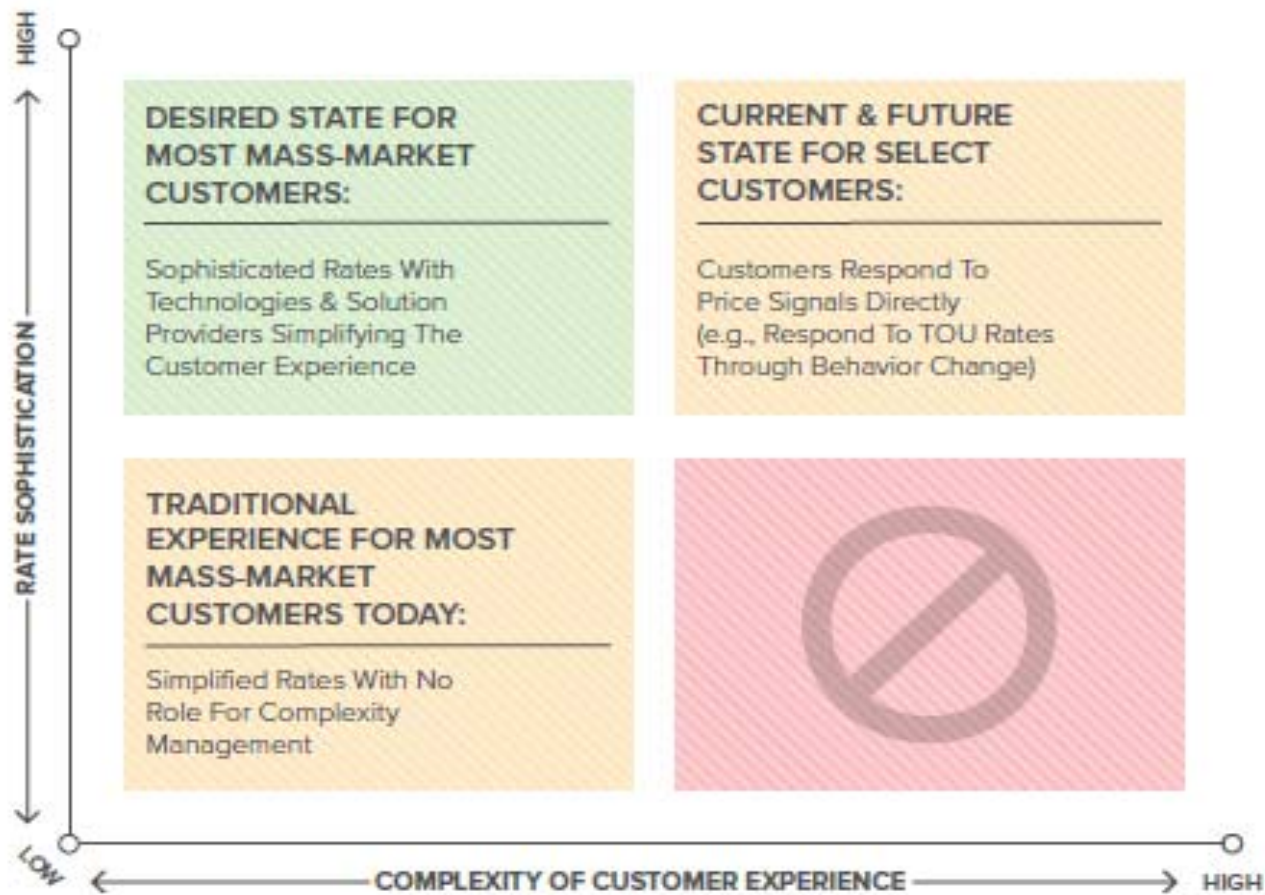 HIGH
RATE SOPHISTICATION
DESIRED STATE FOR
MOST MASS-MARKET
CUSTOMERS:
Sophisticated Rates With
Technologies & Solution
Providers Simplifying The
Customer Experience
CURRENT & FUTURE
STATE FOR SELECT
CUSTOMERS:
Customers Respond To
Price Signals Directly
(e.g., Respond To TOU Rates
Through Behavior Change)
TRADITIONAL
EXPERIENCE FOR MOST
MASS-MARKET
CUSTOMERS TODAY:
Simplified Rates With No
Role For Complexity
Management
LOW
COMPLEXITY OF CUSTOMER EXPERIENCE
HIGH